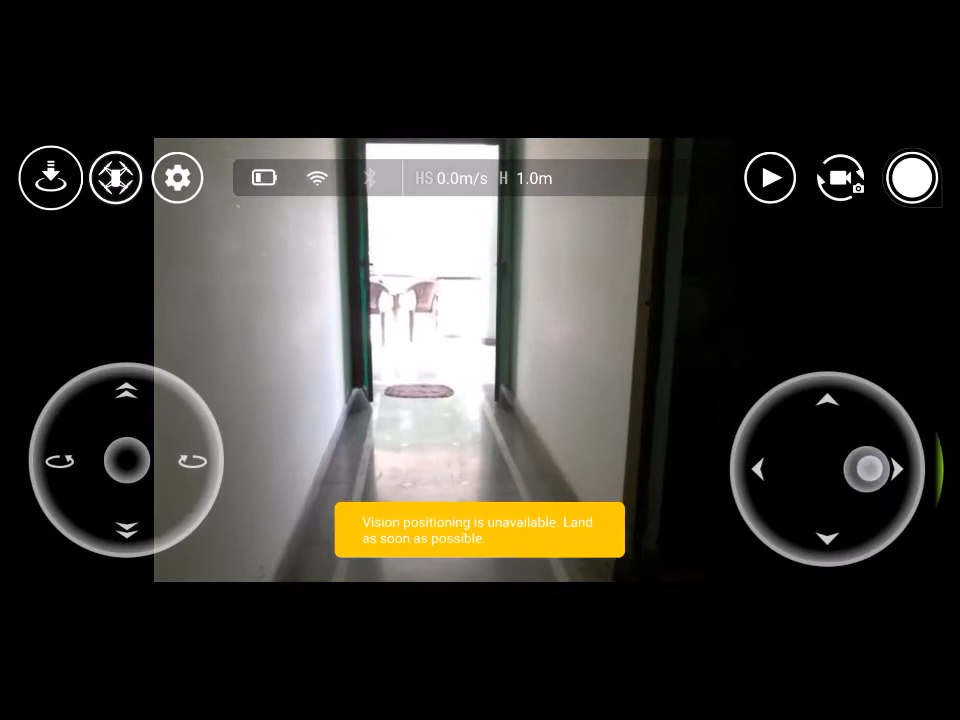 HS 0.0m/s H 1.0m
Vision positioning is unavailable. Land
as soon as possible.